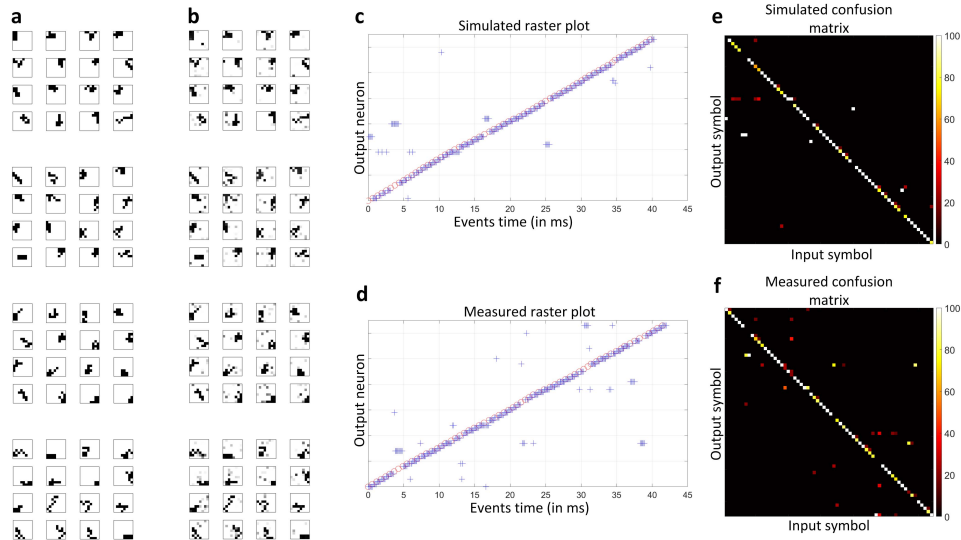 a
b
c
Simulated raster plot
Output neuron
0 5 10 15 20 25 30 35 40 45
Events time (in ms)
d
Measured raster plot
Output neuron
0 5 10 15 20 25 30 35 40 45
Events time (in ms)
e
Simulated confusion
matrix
Output symbol
Input symbol
100
80
60
40
20
0
f
Measured confusion
matrix
Output symbol
Input symbol
100
80
60
40
20
0